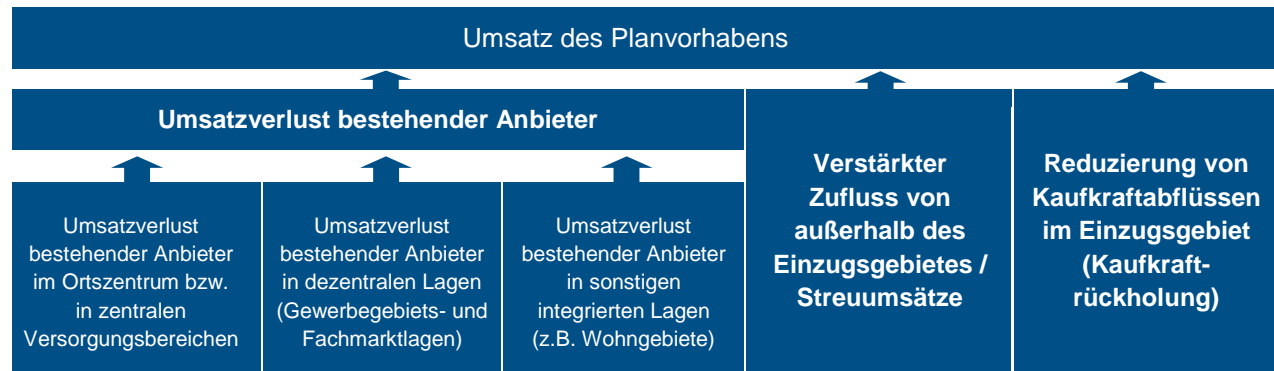 Umsatz des Planvorhabens
Umsatzverlust bestehender Anbieter
Umsatzverlust
bestehender Anbieter
im Ortszentrum bzw.
in zentralen
Versorgungsbereichen
Umsatzverlust
bestehender Anbieter
in dezentralen Lagen
(Gewerbegebiets- und
Fachmarktlagen)
Umsatzverlust
bestehender Anbieter
in sonstigen
integrierten Lagen
(z.B. Wohngebiete)
Verstärkter
Zufluss von
außerhalb des
Einzugsgebietes /
Streuumsätze
Reduzierung von
Kaufkraftabflüssen
im Einzugsgebiet
(Kaufkraft-
rückholung)